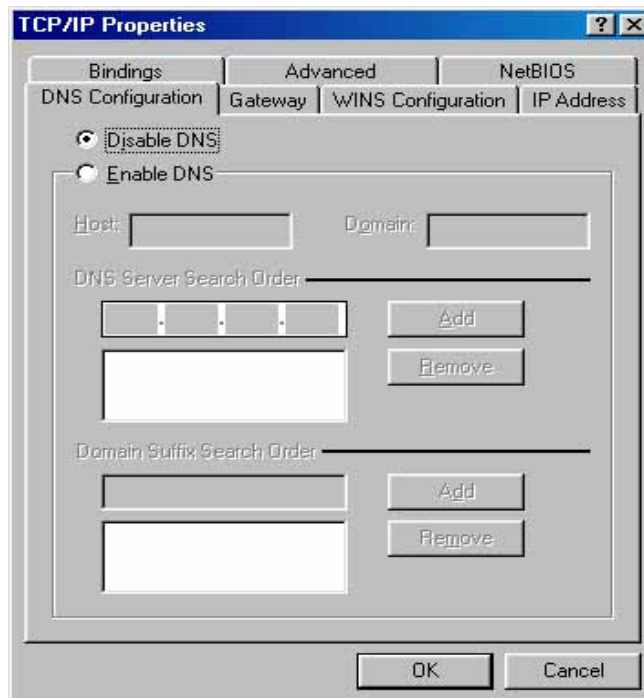 TCP/IP Properties
Bindings Advanced NetBIOS
DNS Configuration Gateway WINS Configuration IP Address
Disable DNS
Enable DNS
Host: Domain:
DNS Server Search Order
Add
Remove
Domain Suffix Search Order
Add
Remove
OK Cancel